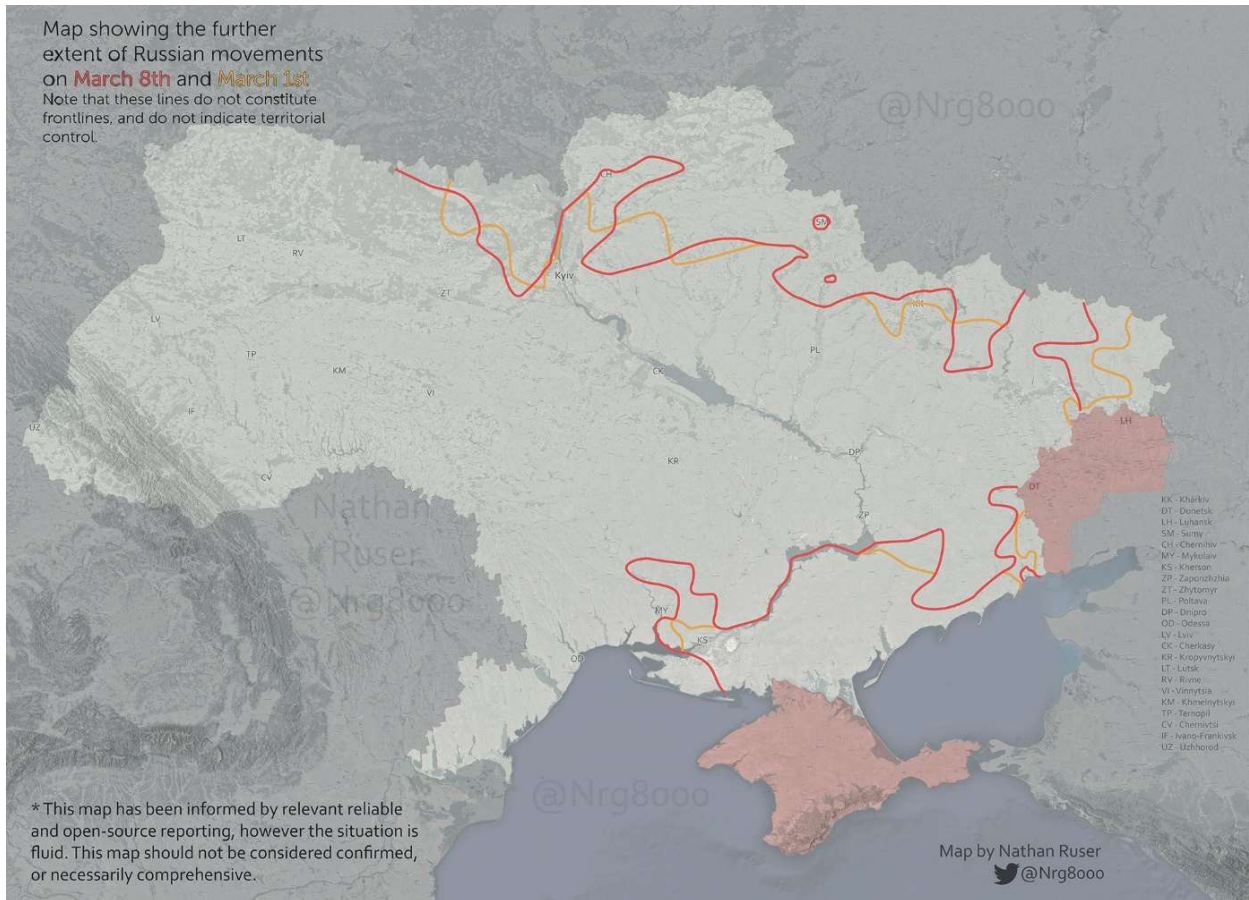 Map showing the further
extent of Russian movements
on March 8th and March 1st
Note that these lines do not constitute
frontlines, and do not indicate territorial
control.
@Nrg8ooo
CH
SM
LT
RV
Kyiv
ZT
KK
LV
PL
TP
KM
CK
VI
IF
LH
UZ
DP
KR
CV
DT
Nathan
Ruser
@Nrg8ooo
ZP
MY
KS
OD
KK - Kharkiv
DT - Donetsk
LH - Luhansk
SM - Sumy
CH - Chernihiv
MY - Mykolaiv
KS - Kherson
ZP - Zaporizhzhia
ZT - Zhytomyr
PL - Poltava
DP - Dnipro
OD - Odessa
LV - Lviv
CK - Cherkasy
KR - Kropyvnytskyi
LT - Lutsk
RV - Rivne
VI - Vinnytsia
KM - Khmelnytskyi
TP - Ternopil
CV - Chernivtsi
IF - Ivano-Frankivsk
UZ - Uzhhorod
@Nrg8ooo
* This map has been informed by relevant reliable
and open-source reporting, however the situation is
fluid. This map should not be considered confirmed,
or necessarily comprehensive.
Map by Nathan Ruser
@Nrg8ooo